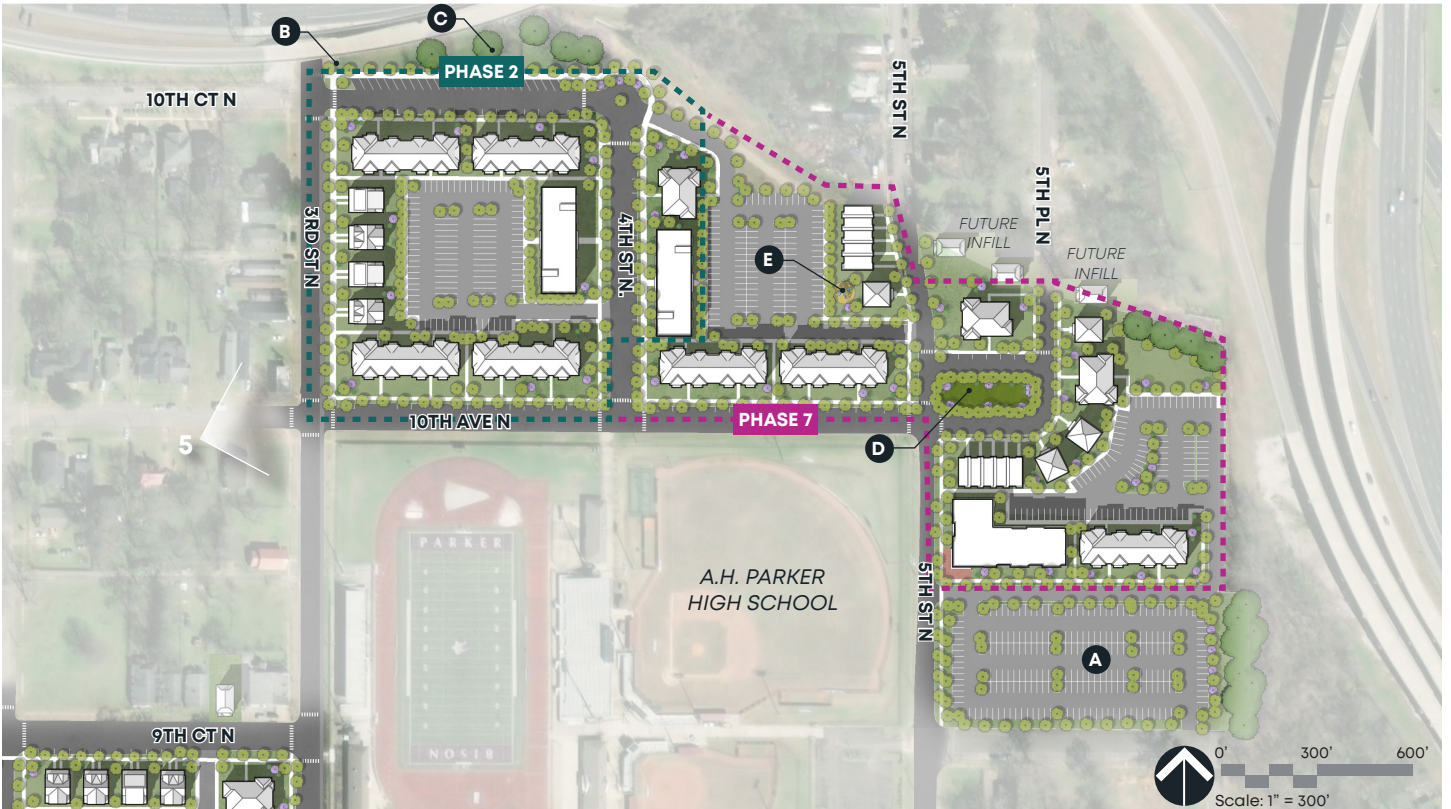 C
B
PHASE 2
10TH CT N
5TH ST N
5TH PL N
3RD ST N
4TH ST N.
FUTURE
INFILL
FUTURE
INFILL
E
10TH AVE N
PHASE 7
5
D
PARKER
A.H. PARKER
HIGH SCHOOL
5TH ST N
A
9TH CT N
BISON
0' 300' 600'
Scale: 1" = 300'